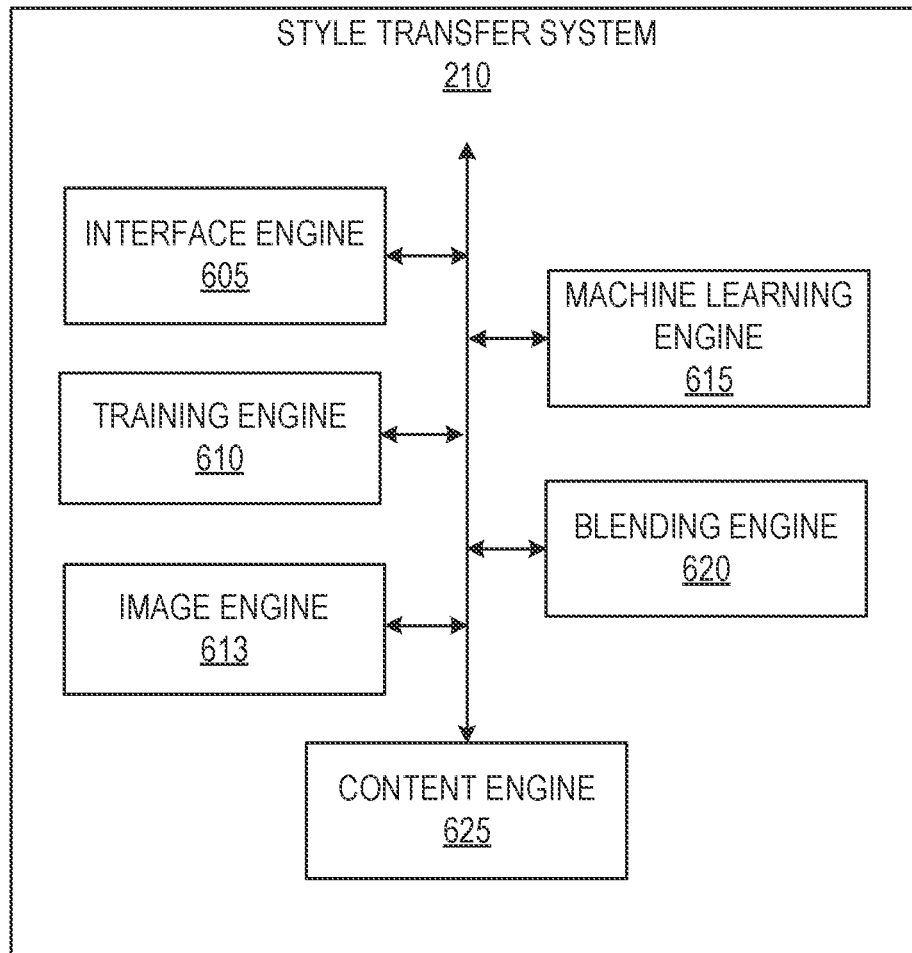 STYLE TRANSFER SYSTEM
210
INTERFACE ENGINE
605
MACHINE LEARNING
ENGINE
615
TRAINING ENGINE
610
BLENDING ENGINE
620
IMAGE ENGINE
613
CONTENT ENGINE
625